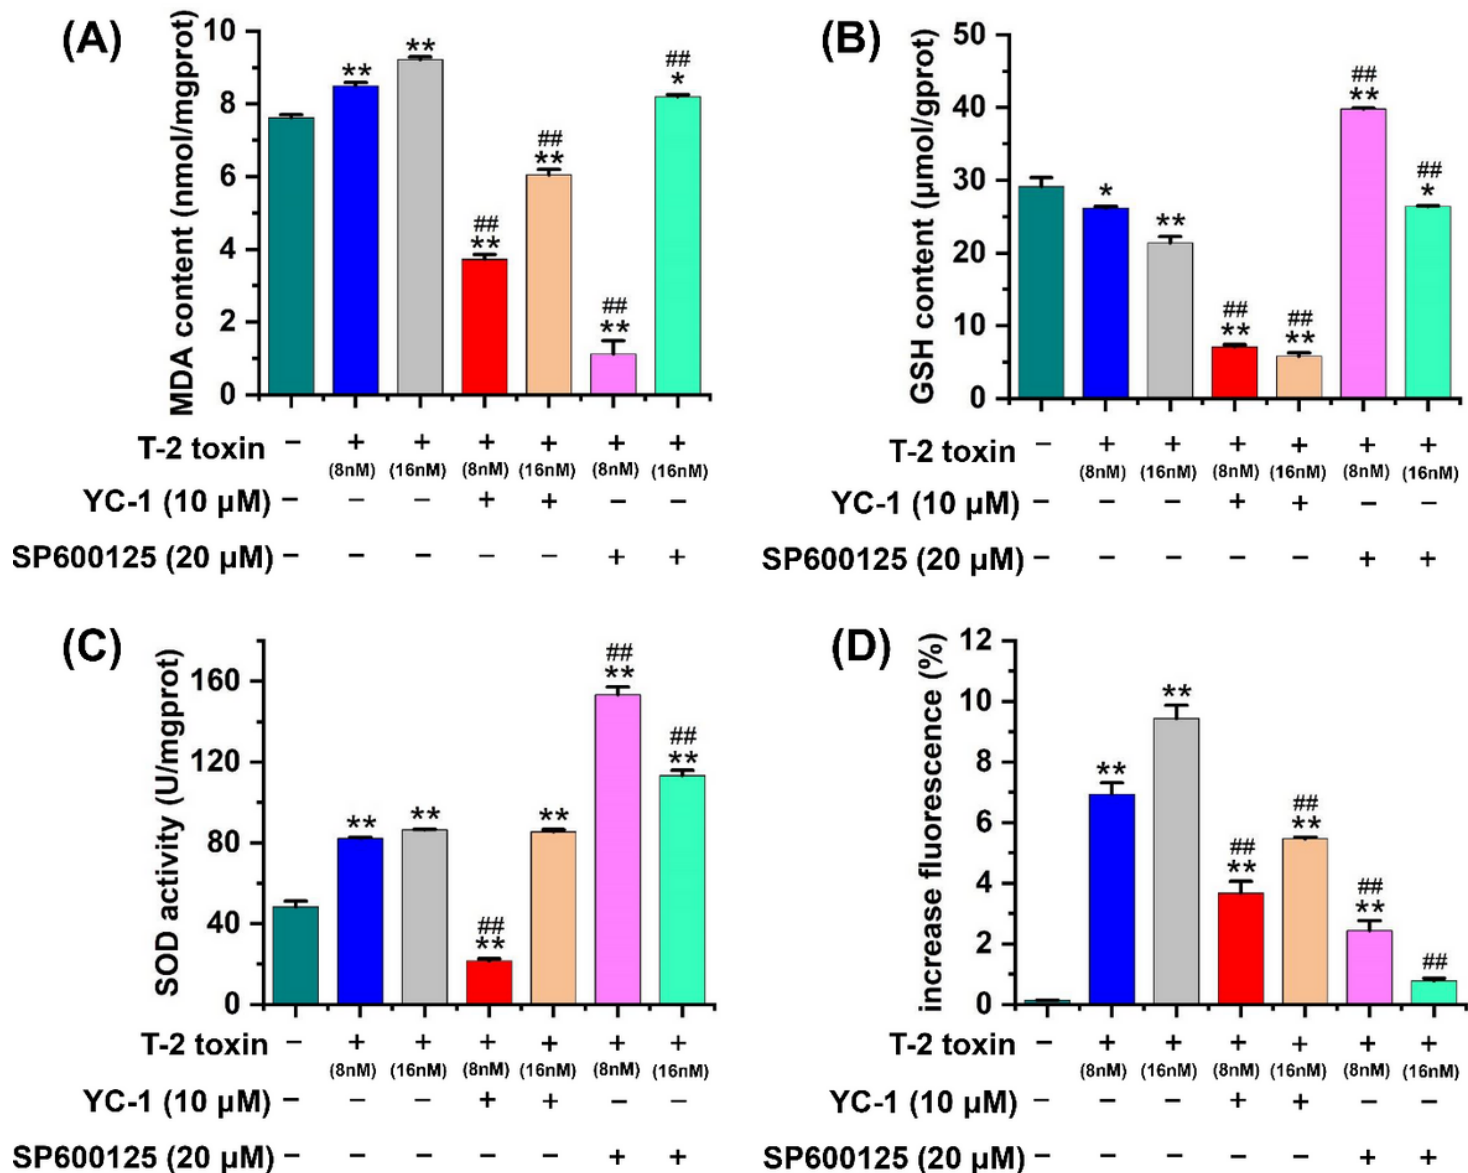 (A)
MDA content (nmol/mgprot)
10
8
6
4
2
0
**
**
##
**
##
**
##
**
##
*
T-2 toxin − + + + + + +
(8nM) (16nM) (8nM) (16nM) (8nM) (16nM)
YC-1 (10 μM) − − − + + − −
SP600125 (20 μM) − − − − − + +
(B)
GSH content (μmol/gprot)
50
40
30
20
10
0
*
**
##
**
##
**
##
**
##
*
T-2 toxin − + + + + + +
(8nM) (16nM) (8nM) (16nM) (8nM) (16nM)
YC-1 (10 μM) − − − + + − −
SP600125 (20 μM) − − − − − + +
(C)
SOD activity (U/mgprot)
160
120
80
40
0
**
**
##
**
**
##
**
##
**
T-2 toxin − + + + + + +
(8nM) (16nM) (8nM) (16nM) (8nM) (16nM)
YC-1 (10 μM) − − − + + − −
SP600125 (20 μM) − − − − − + +
(D)
increase fluorescence (%)
12
10
8
6
4
2
0
**
**
##
**
##
**
##
**
##
T-2 toxin − + + + + + +
(8nM) (16nM) (8nM) (16nM) (8nM) (16nM)
YC-1 (10 μM) − − − + + − −
SP600125 (20 μM) − − − − − + +